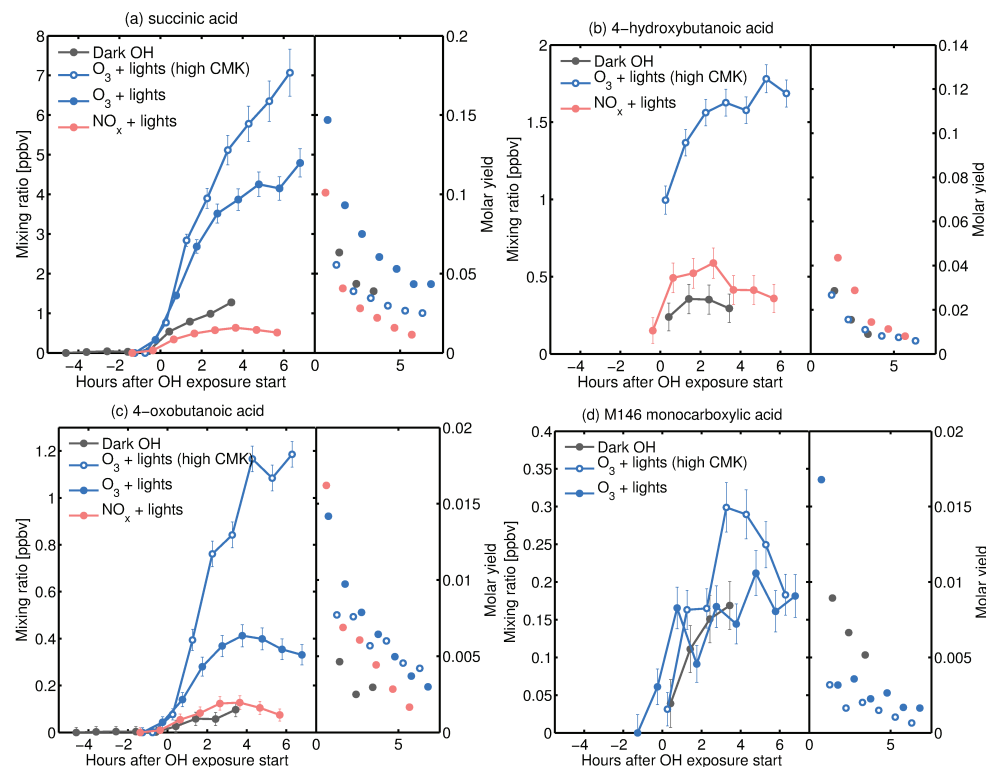 (a) succinic acid
8
7
6
5
4
3
2
1
0
Mixing ratio [ppbv]
Dark OH
O3 + lights (high CMK)
O3 + lights
NOx + lights
−4 −2 0 2 4 6
Hours after OH exposure start
0 5
0.2
0.15
0.1
0.05
0
Molar yield
(b) 4−hydroxybutanoic acid
2
1.5
1
0.5
0
Mixing ratio [ppbv]
Dark OH
O3 + lights (high CMK)
NOx + lights
−4 −2 0 2 4 6
Hours after OH exposure start
0 5
0.14
0.12
0.1
0.08
0.06
0.04
0.02
0
Molar yield
(c) 4−oxobutanoic acid
1.2
1
0.8
0.6
0.4
0.2
0
Mixing ratio [ppbv]
Dark OH
O3 + lights (high CMK)
O3 + lights
NOx + lights
−4 −2 0 2 4 6
Hours after OH exposure start
0 5
0.02
0.015
0.01
0.005
0
Molar yield
(d) M146 monocarboxylic acid
0.4
0.35
0.3
0.25
0.2
0.15
0.1
0.05
0
Mixing ratio [ppbv]
Dark OH
O3 + lights (high CMK)
O3 + lights
−4 −2 0 2 4 6
Hours after OH exposure start
0 5
0.02
0.015
0.01
0.005
0
Molar yield